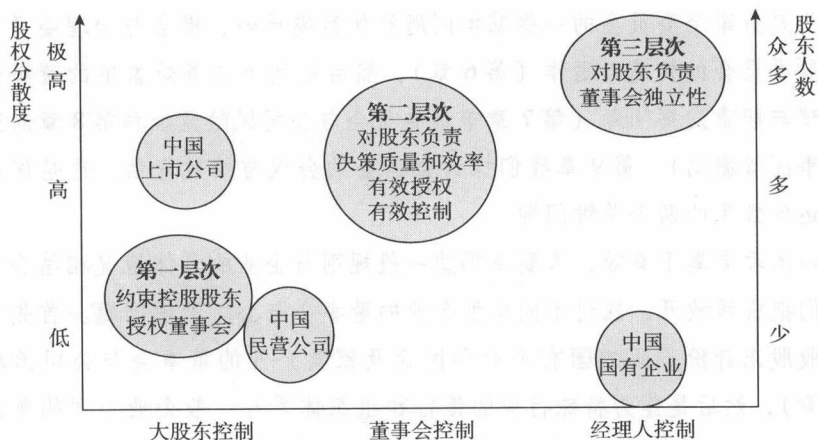 股权分散度
极高
高
低
第一层次
约束控股股东
授权董事会
中国
上市公司
中国
民营公司
第二层次
对股东负责
决策质量和效率
有效授权
有效控制
第三层次
对股东负责
董事会独立性
中国
国有企业
股东人数
众多
多
少
大股东控制
董事会控制
经理人控制